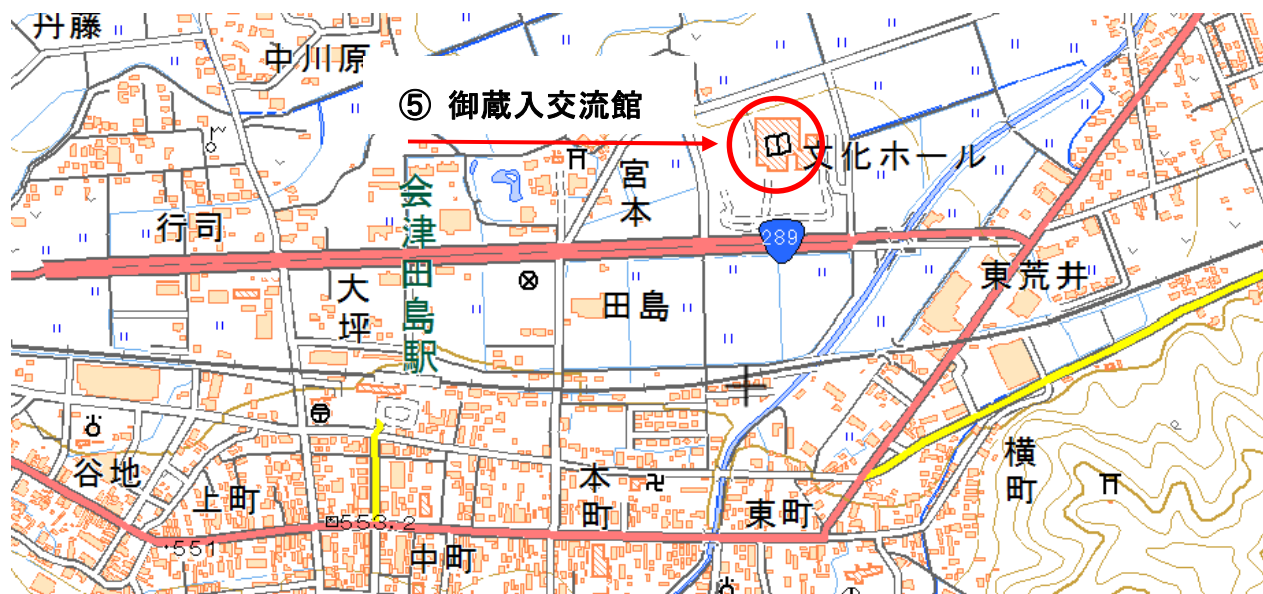 丹藤
中川原
⑤ 御蔵入交流館
文化ホール
宮本
行司
会津田島駅
289
大坪
田島
東荒井
谷地
上町
本町
東町
横町
553.2
551
中町